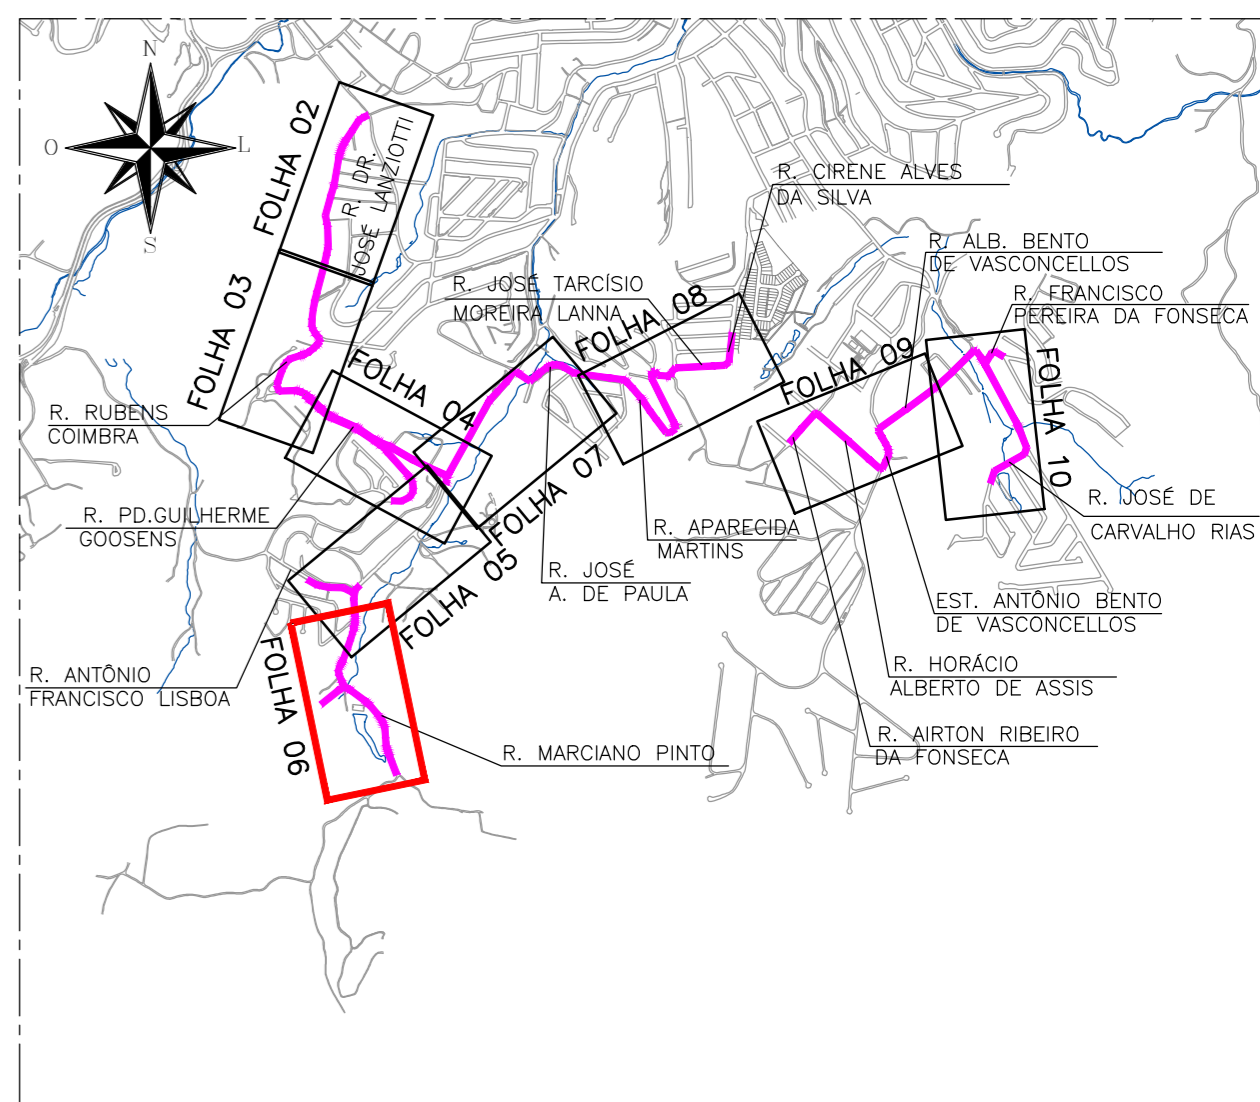 N
O
L
S
FOLHA 02
R. DR.
JOSÉ LANZIOTTI
FOLHA 03
R. CIRENE ALVES
DA SILVA
R. ALB. BENTO
DE VASCONCELLOS
R. JOSÉ TARCÍSIO
MOREIRA LANNA
FOLHA 08
R. FRANCISCO
PEREIRA DA FONSECA
FOLHA 04
FOLHA 09
FOLHA 10
R. RUBENS
COIMBRA
FOLHA 07
R. PD.GUILHERME
GOOSENS
R. APARECIDA
MARTINS
R. JOSÉ DE
CARVALHO RIAS
FOLHA 05
R. JOSÉ
A. DE PAULA
EST. ANTÔNIO BENTO
DE VASCONCELLOS
R. ANTÔNIO
FRANCISCO LISBOA
FOLHA 06
R. HORÁCIO
ALBERTO DE ASSIS
R. MARCIANO PINTO
R. AIRTON RIBEIRO
DA FONSECA